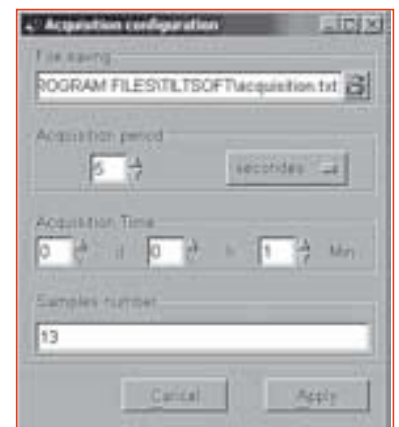 Acquisition configuration
File saving
ROGRAM FILES\TILTSOFT\acquisition.txt
Acquisition period
5 secondes
Acquisition Time
0 d 0 h 1 Min
Samples number
13
Cancel Apply